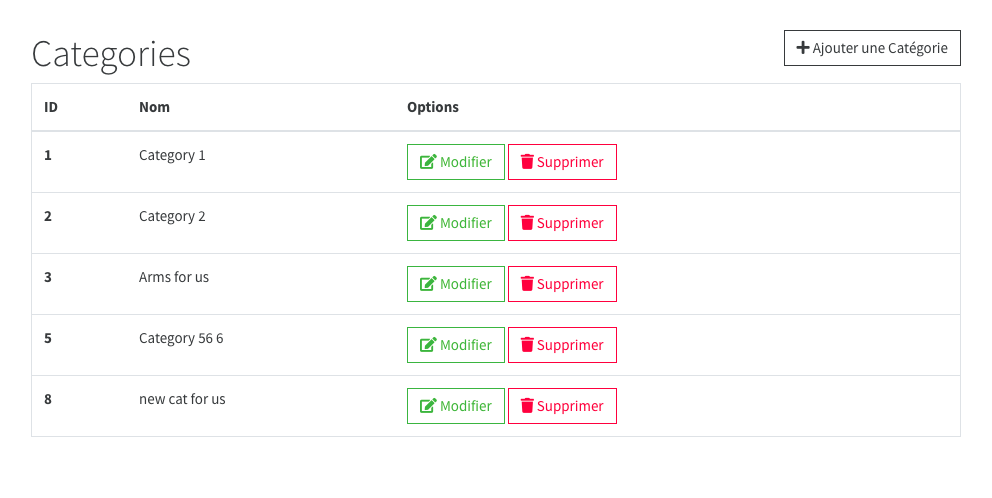 Categories
Ajouter une Catégorie
ID Nom Options
1 Category 1 Modifier Supprimer
2 Category 2 Modifier Supprimer
3 Arms for us Modifier Supprimer
5 Category 56 6 Modifier Supprimer
8 new cat for us Modifier Supprimer